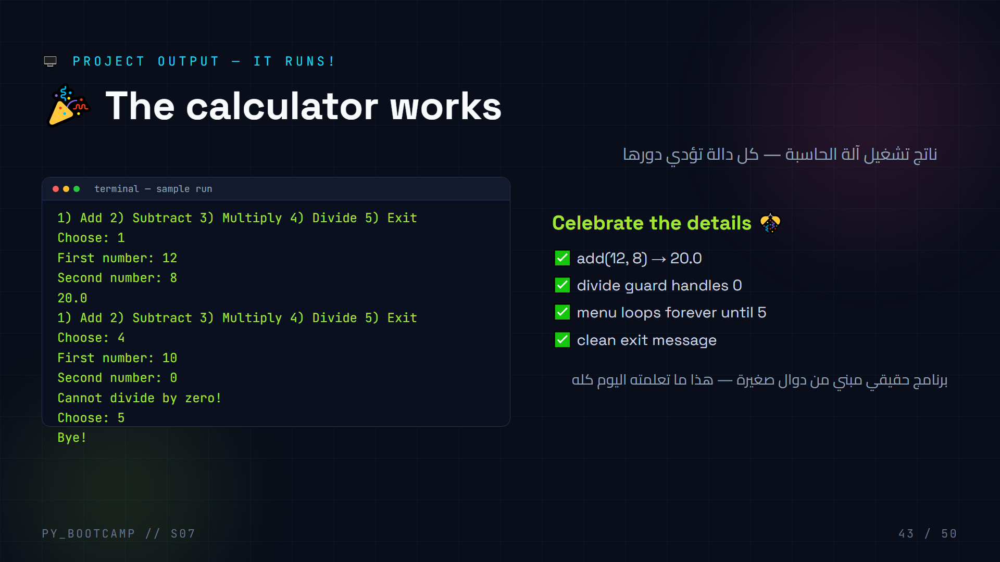 🖥️ PROJECT OUTPUT — IT RUNS!
🎉 The calculator works
ناتج تشغيل آلة الحاسبة — كل دالة تؤدي دورها
terminal — sample run
1) Add 2) Subtract 3) Multiply 4) Divide 5) Exit
Choose: 1
First number: 12
Second number: 8
20.0
1) Add 2) Subtract 3) Multiply 4) Divide 5) Exit
Choose: 4
First number: 10
Second number: 0
Cannot divide by zero!
Choose: 5
Bye!
Celebrate the details 🎊
✅ add(12, 8) → 20.0
✅ divide guard handles 0
✅ menu loops forever until 5
✅ clean exit message
برنامج حقيقي مبني من دوال صغيرة — هذا ما تعلمته اليوم كله
PY_BOOTCAMP // S07
43 / 50